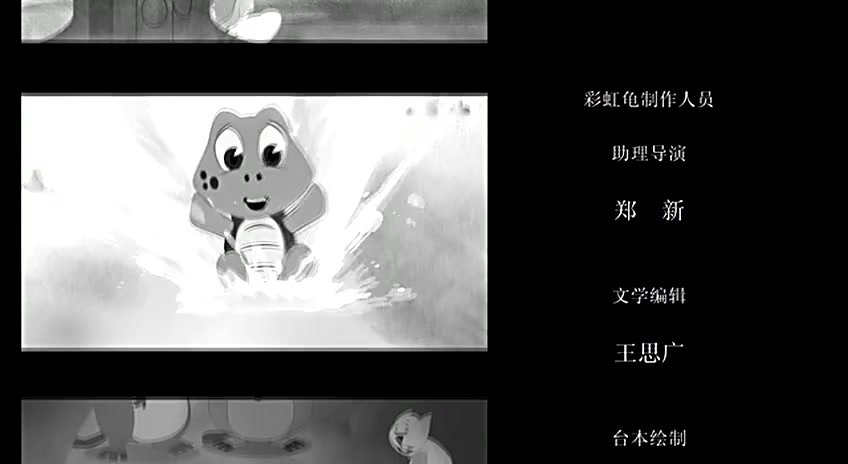 彩虹龟制作人员
助理导演
郑 新
文学编辑
王思广
台本绘制